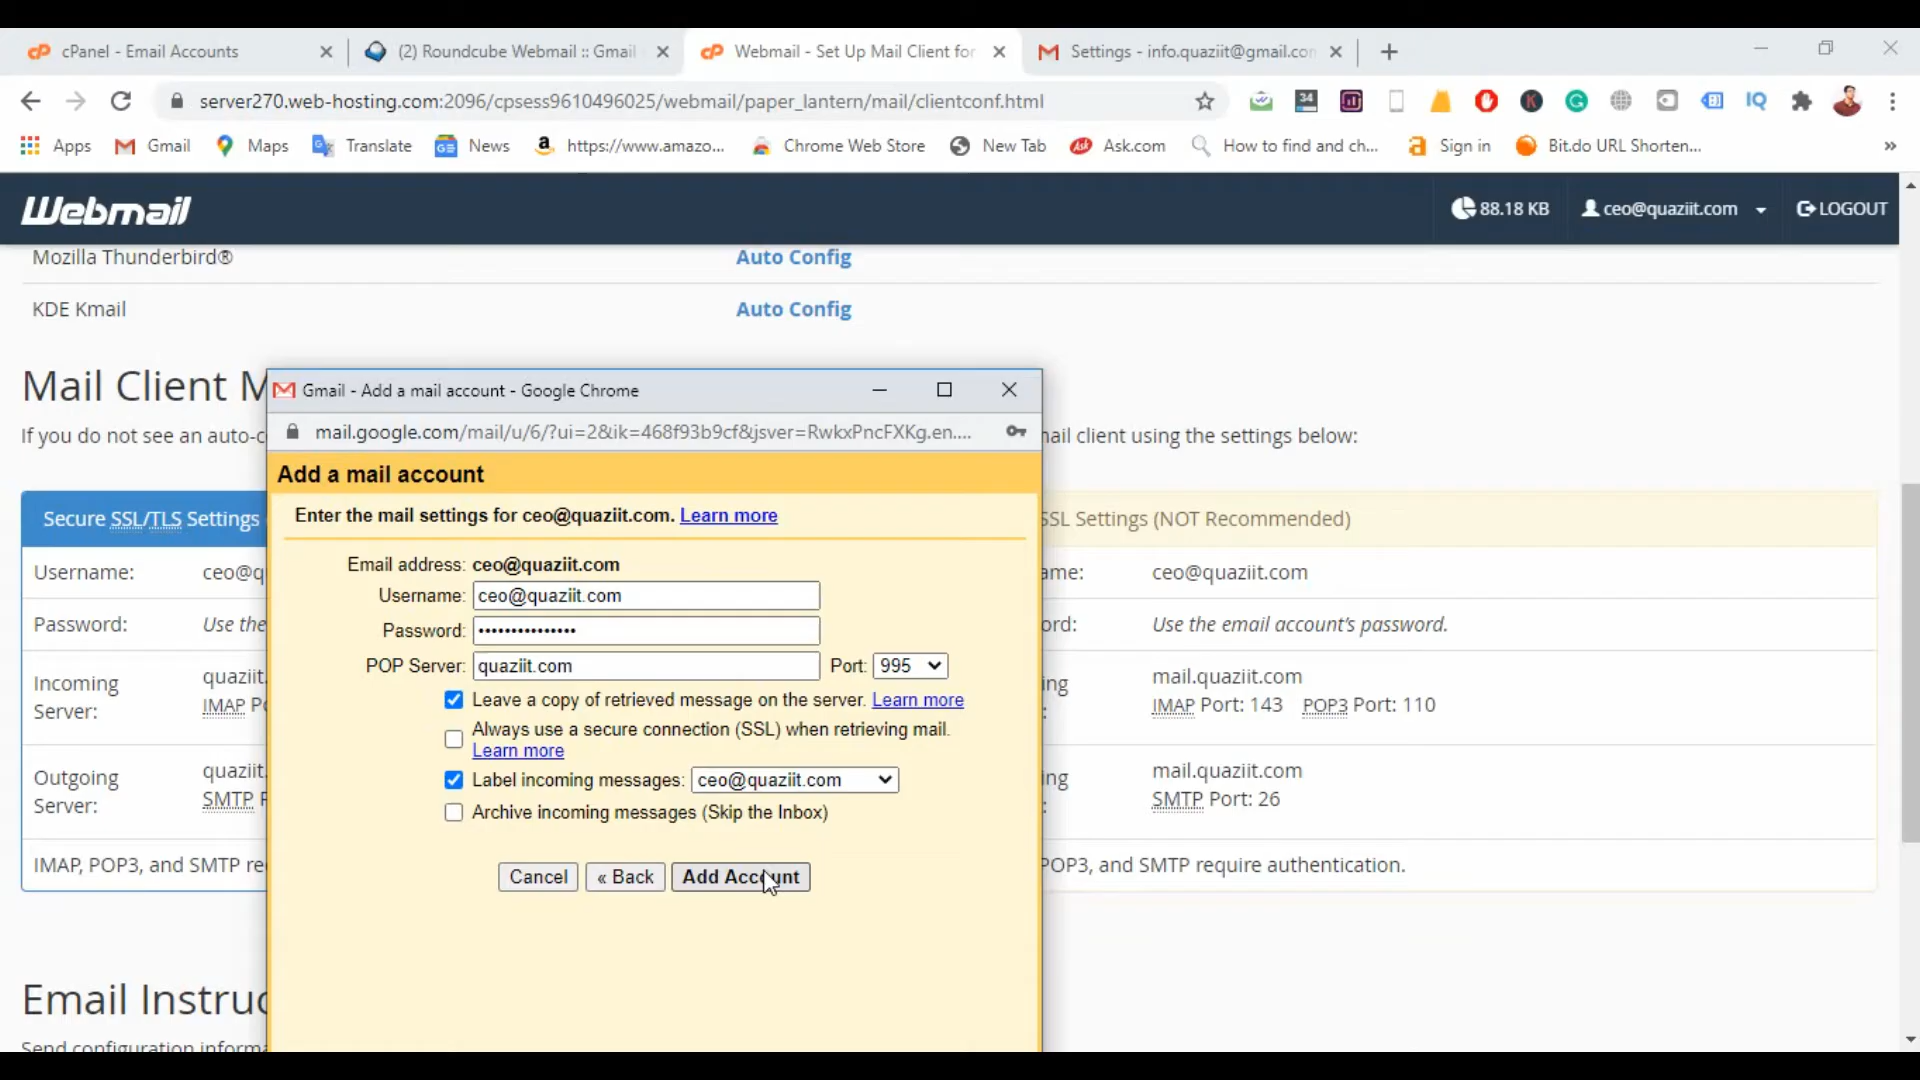 cPanel - Email Accounts
(2) Roundcube Webmail :: Gmail
Webmail - Set Up Mail Client for
Settings - info.quaziit@gmail.com
server270.web-hosting.com:2096/cpsess9610496025/webmail/paper_lantern/mail/clientconf.html
34
IQ
Apps
Gmail
Maps
Translate
News
https://www.amazo...
Chrome Web Store
New Tab
Ask.com
How to find and ch...
Sign in
Bit.do URL Shorten...
»
Webmail
88.18 KB
ceo@quaziit.com
LOGOUT
Mozilla Thunderbird®
Auto Config
KDE Kmail
Auto Config
Mail Client M
If you do not see an auto-c
mail client using the settings below:
Gmail - Add a mail account - Google Chrome
mail.google.com/mail/u/6/?ui=2&ik=468f93b9cf&jsver=RwkxPncFXKg.en....
Add a mail account
Enter the mail settings for ceo@quaziit.com. Learn more
Email address: ceo@quaziit.com
Username: ceo@quaziit.com
Password: •••••••••••••••
POP Server: quaziit.com Port: 995
Leave a copy of retrieved message on the server. Learn more
Always use a secure connection (SSL) when retrieving mail.
Learn more
Label incoming messages: ceo@quaziit.com
Archive incoming messages (Skip the Inbox)
Cancel
« Back
Add Account
Secure SSL/TLS Settings
Username: ceo@q
Password: Use the
Incoming
Server:
quaziit.
IMAP Po
Outgoing
Server:
quaziit.
SMTP P
IMAP, POP3, and SMTP re
SSL Settings (NOT Recommended)
ame: ceo@quaziit.com
ord: Use the email account's password.
ng
:
mail.quaziit.com
IMAP Port: 143 POP3 Port: 110
ng
:
mail.quaziit.com
SMTP Port: 26
POP3, and SMTP require authentication.
Email Instruc
Send configuration informa